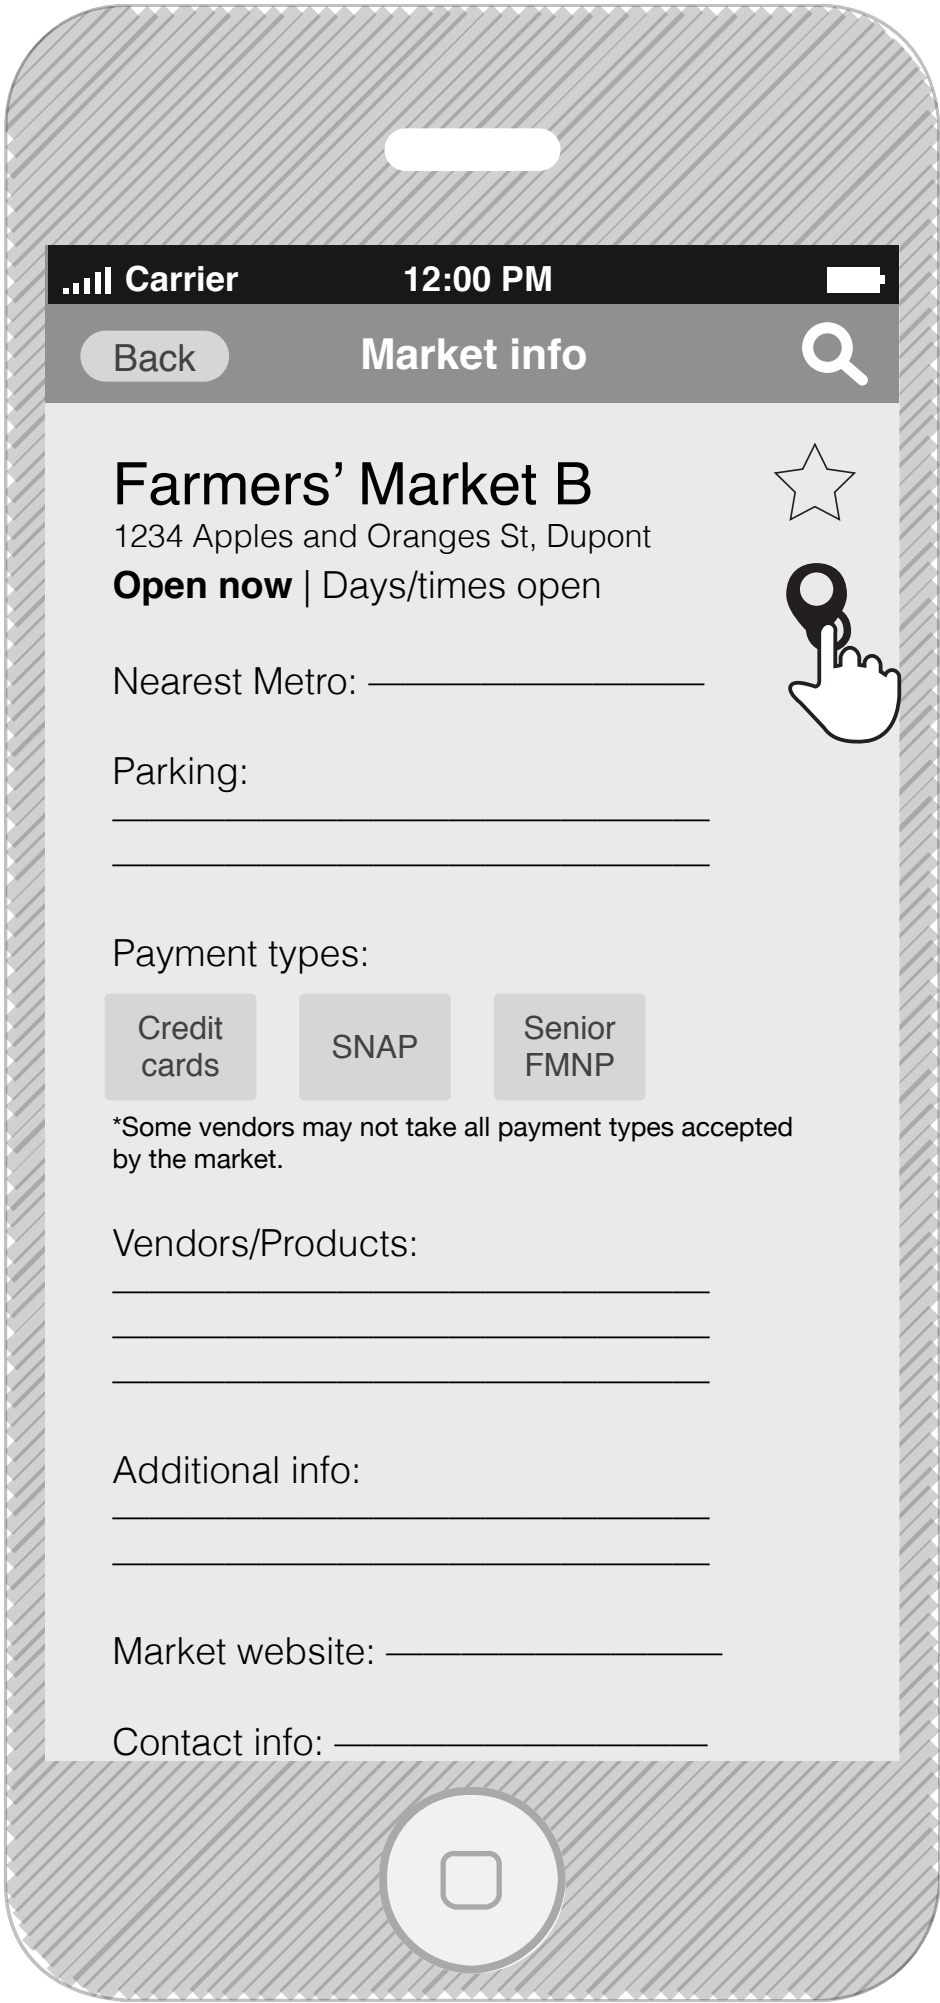 Carrier 12:00 PM
Back Market info
Farmers’ Market B
1234 Apples and Oranges St, Dupont
Open now | Days/times open
Nearest Metro:
Parking:
Payment types:
Credit cards
SNAP
Senior FMNP
*Some vendors may not take all payment types accepted
by the market.
Vendors/Products:
Additional info:
Market website:
Contact info: